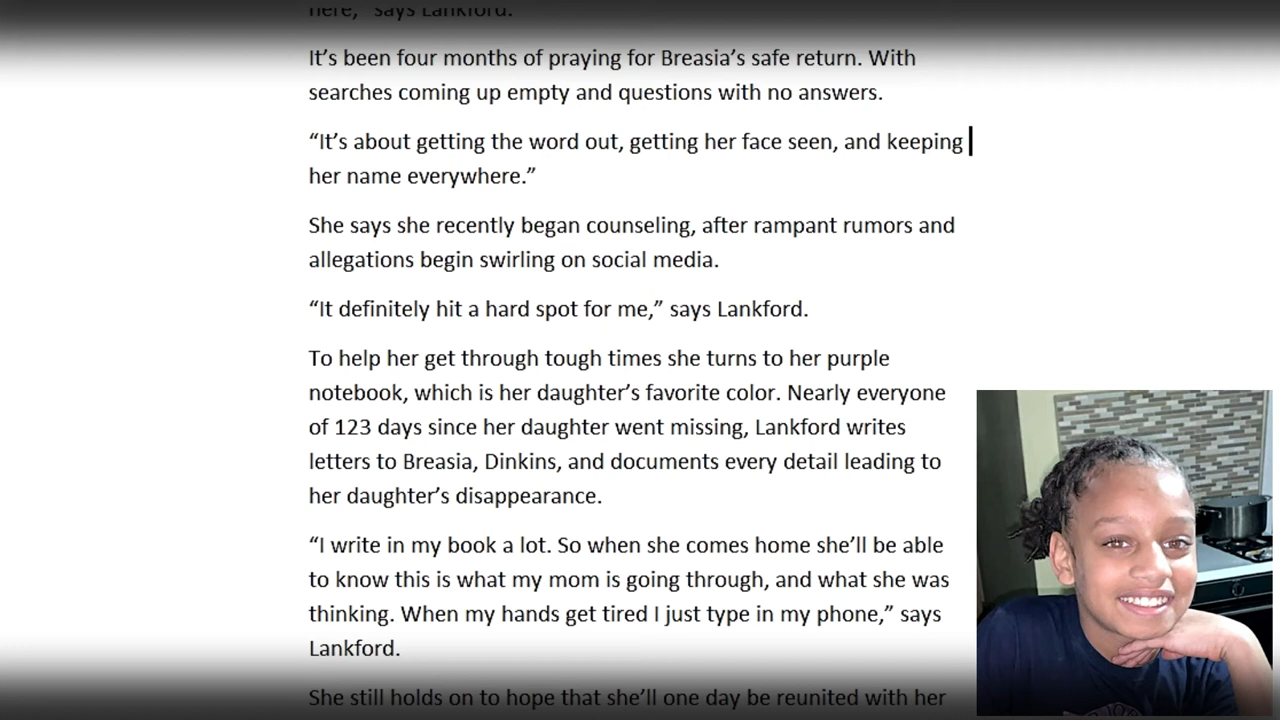 here,” says Lankford.
It’s been four months of praying for Breasia’s safe return. With
searches coming up empty and questions with no answers.
“It’s about getting the word out, getting her face seen, and keeping
her name everywhere.”
She says she recently began counseling, after rampant rumors and
allegations begin swirling on social media.
“It definitely hit a hard spot for me,” says Lankford.
To help her get through tough times she turns to her purple
notebook, which is her daughter’s favorite color. Nearly everyone
of 123 days since her daughter went missing, Lankford writes
letters to Breasia, Dinkins, and documents every detail leading to
her daughter’s disappearance.
“I write in my book a lot. So when she comes home she’ll be able
to know this is what my mom is going through, and what she was
thinking. When my hands get tired I just type in my phone,” says
Lankford.
She still holds on to hope that she’ll one day be reunited with her